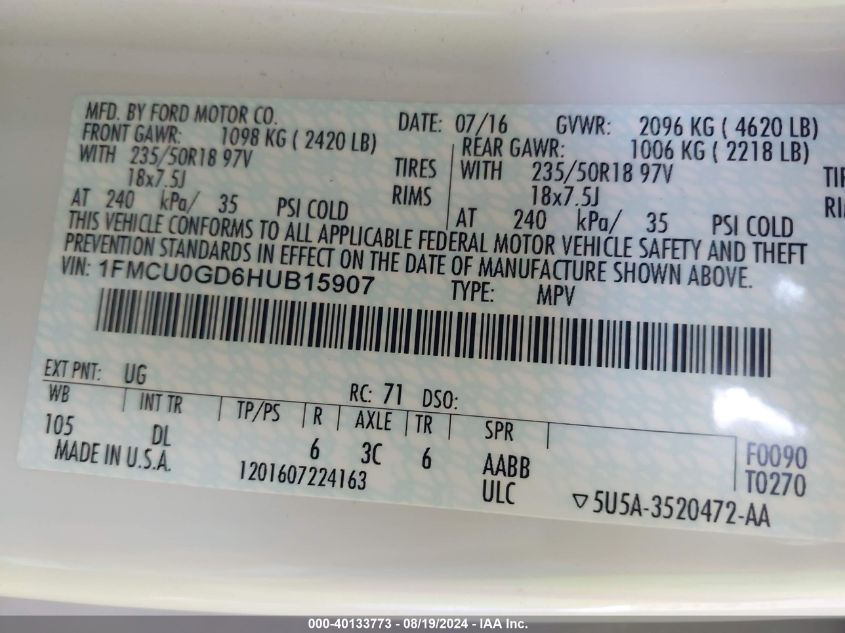 MFD. BY FORD MOTOR CO.
DATE: 07/16
GVWR: 2096 KG ( 4620 LB)
FRONT GAWR: 1098 KG ( 2420 LB)
REAR GAWR: 1006 KG ( 2218 LB)
WITH 235/50R18 97V TIRES
WITH 235/50R18 97V
18x7.5J RIMS
18x7.5J
AT 240 kPa/ 35 PSI COLD
AT 240 kPa/ 35 PSI COLD
THIS VEHICLE CONFORMS TO ALL APPLICABLE FEDERAL MOTOR VEHICLE SAFETY AND THEFT
PREVENTION STANDARDS IN EFFECT ON THE DATE OF MANUFACTURE SHOWN ABOVE.
VIN: 1FMCU0GD6HUB15907
TYPE: MPV
EXT PNT: UG
RC: 71 DSO:
WB INT TR TP/PS R AXLE TR SPR
105 DL 6 3C 6 AABB
F0090
MADE IN U.S.A.
1201607224163
ULC
T0270
5U5A-3520472-AA
000-40133773 - 08/19/2024 - IAA Inc.